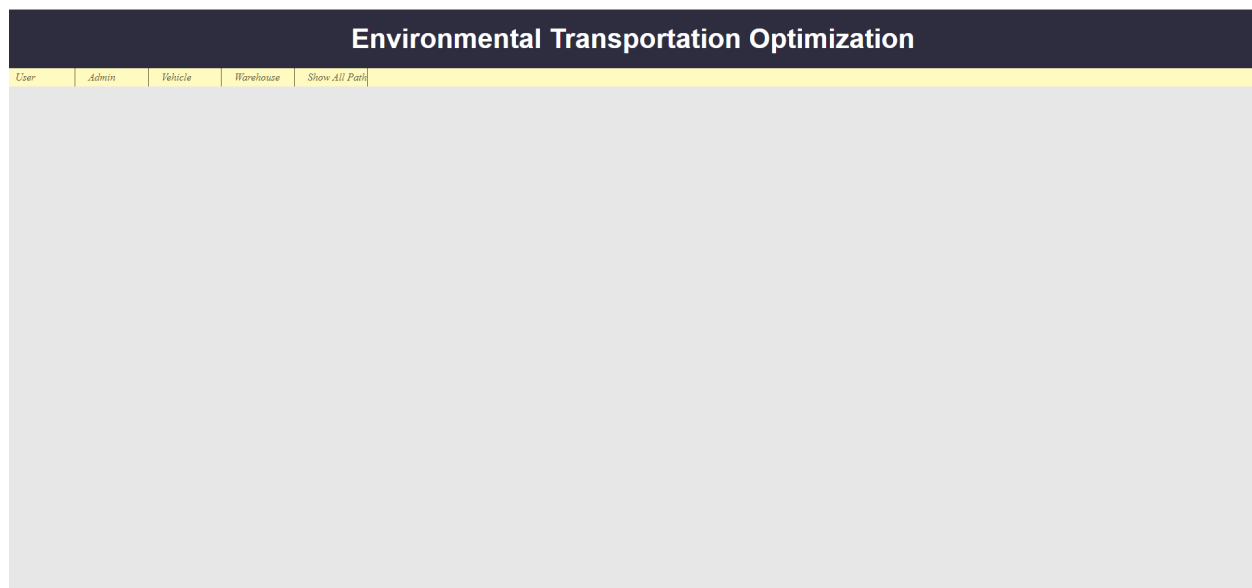 Environmental Transportation Optimization
User Admin Vehicle Warehouse Show All Path